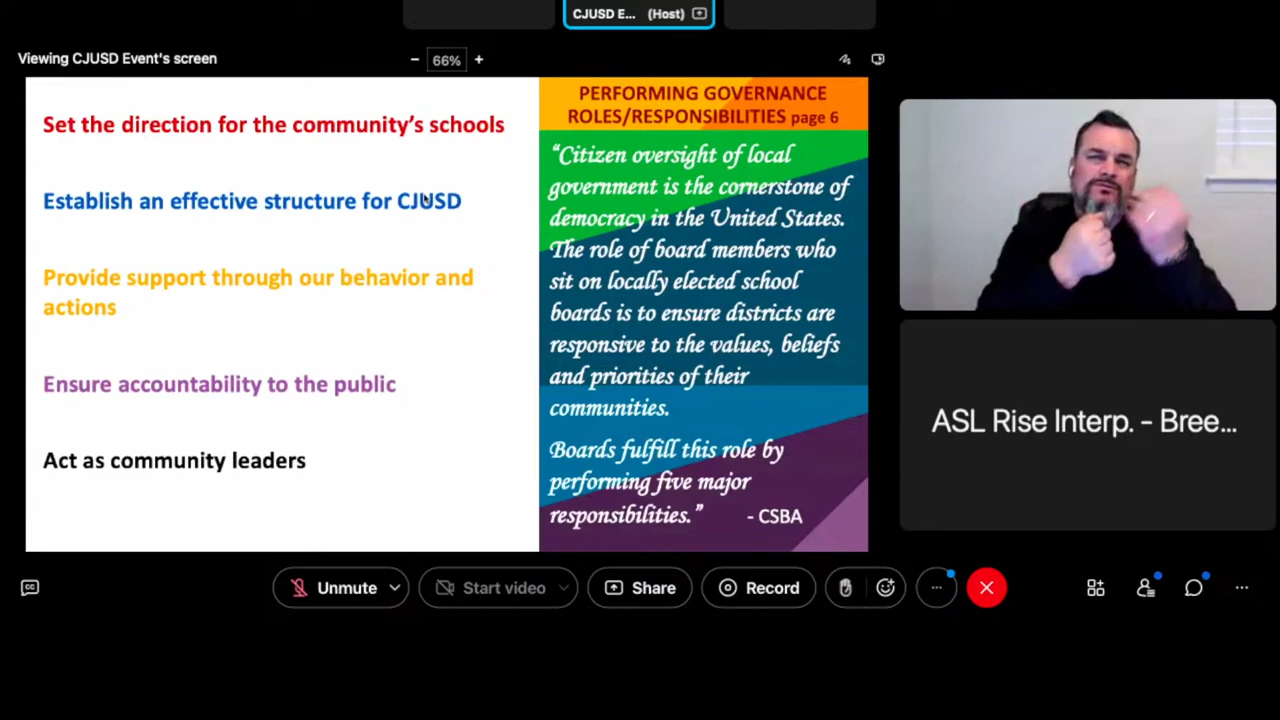 CJUSD E... (Host)
Viewing CJUSD Event's screen
66%
Set the direction for the community's schools
Establish an effective structure for CJUSD
Provide support through our behavior and
actions
Ensure accountability to the public
Act as community leaders
PERFORMING GOVERNANCE
ROLES/RESPONSIBILITIES page 6
“Citizen oversight of local
government is the cornerstone of
democracy in the United States.
The role of board members who
sit on locally elected school
boards is to ensure districts are
responsive to the values, beliefs
and priorities of their
communities.
Boards fulfill this role by
performing five major
responsibilities.” - CSBA
ASL Rise Interp. - Bree...
CC
Unmute
Start video
Share
Record